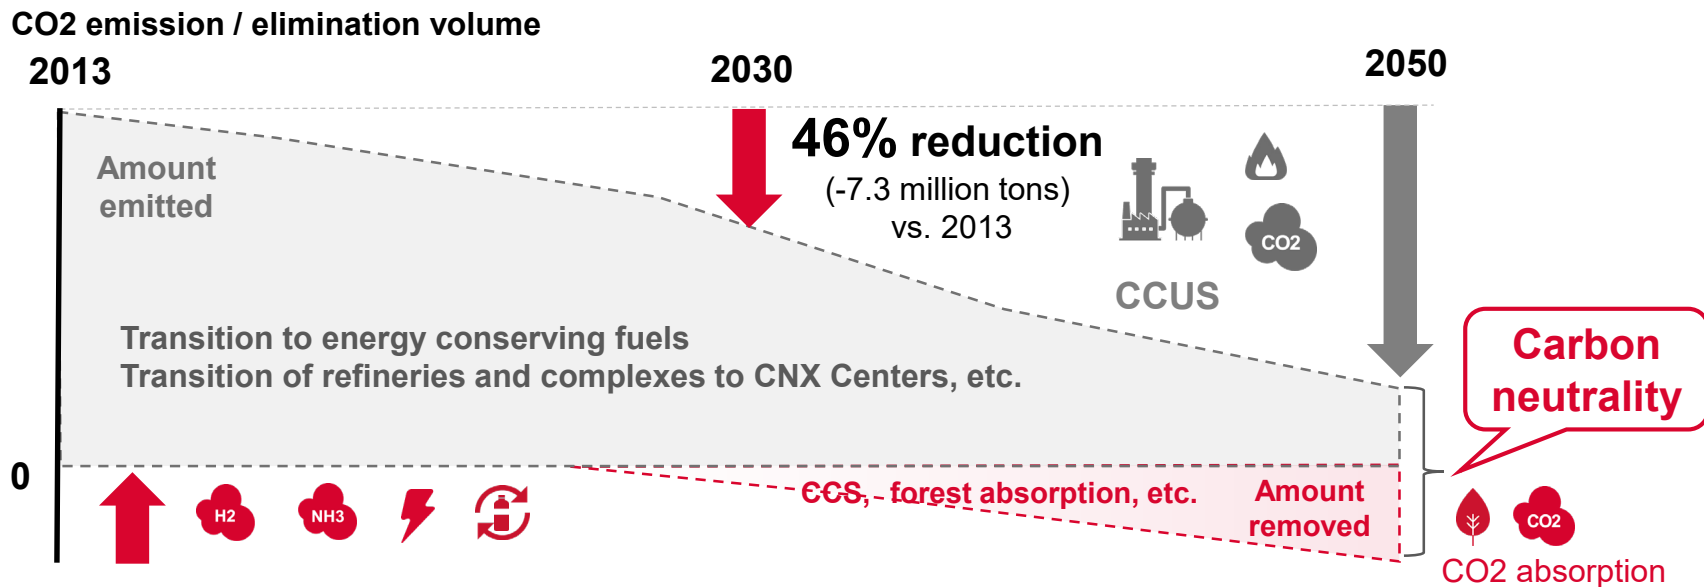 CO2 emission / elimination volume
2013
2030
2050
46% reduction
(-7.3 million tons)
vs. 2013
Amount
emitted
CO2
CCUS
Transition to energy conserving fuels
Transition of refineries and complexes to CNX Centers, etc.
Carbon
neutrality
0
H2
NH3
CCS, forest absorption, etc.
Amount
removed
CO2
CO2 absorption